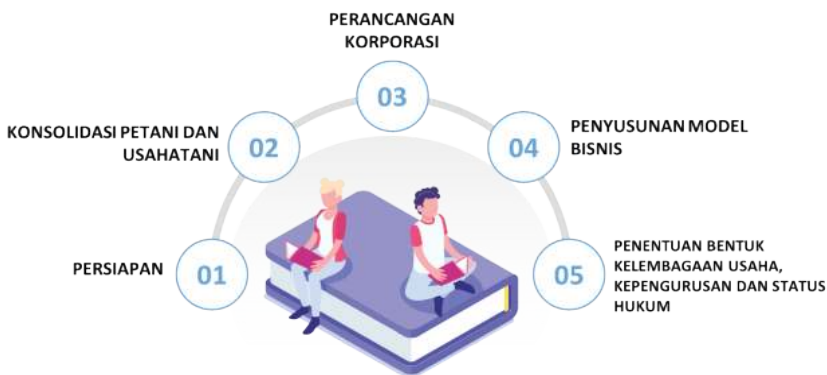 01
PERSIAPAN
02
KONSOLIDASI PETANI DAN
USAHATANI
03
PERANCANGAN
KORPORASI
04
PENYUSUNAN MODEL
BISNIS
05
PENENTUAN BENTUK
KELEMBAGAAN USAHA,
KEPENGURUSAN DAN STATUS
HUKUM